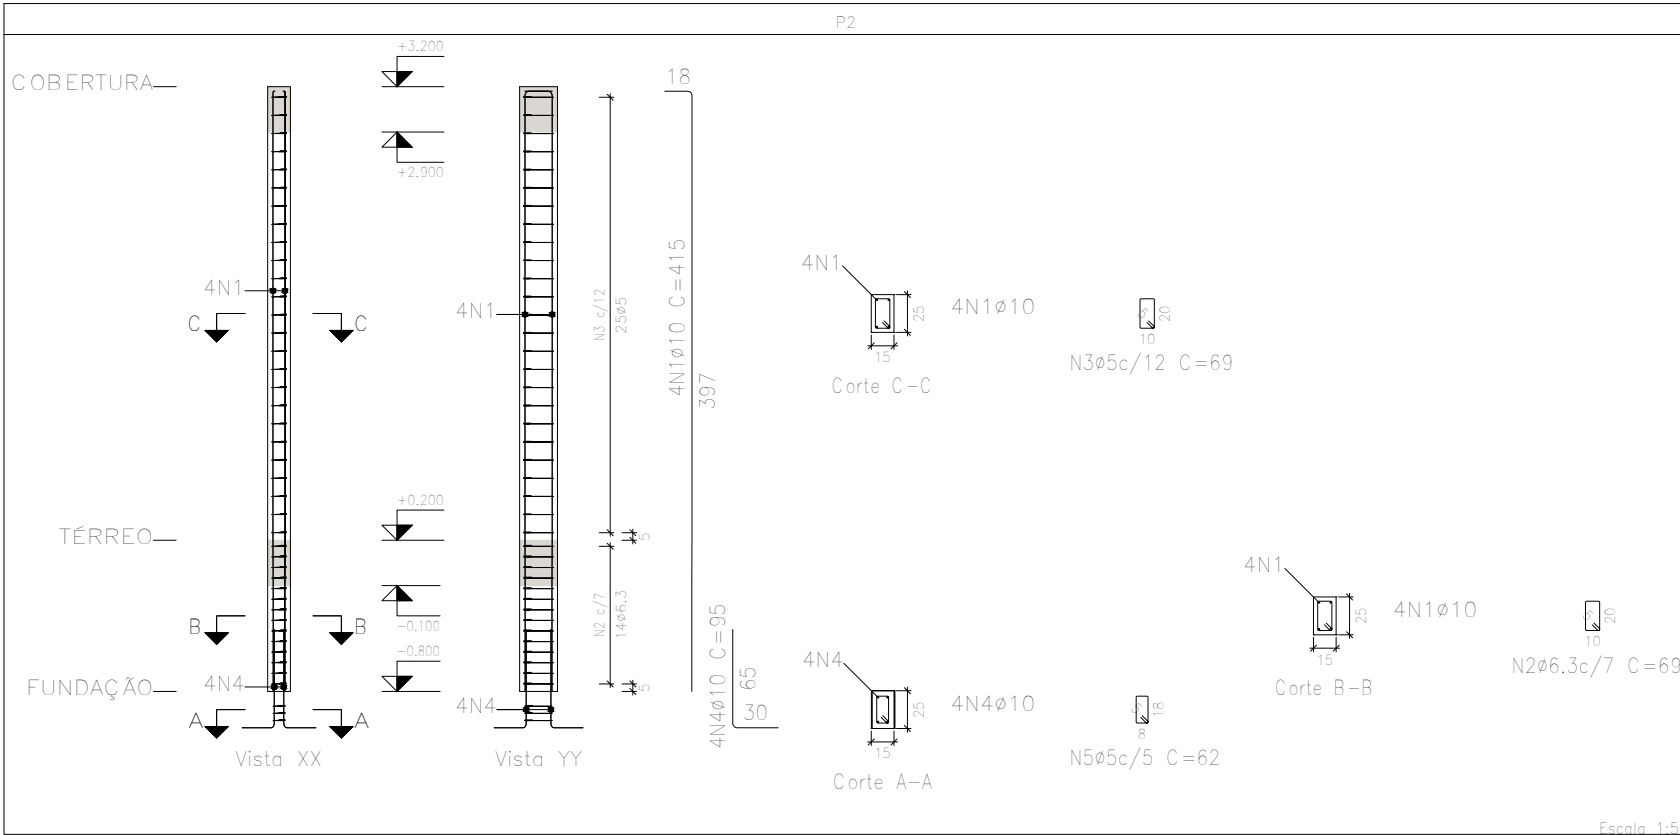 P2
COBERTURA
+3.200
+2.900
18
4N1
4N1
C C
N3 c/12
25ø5
4N1ø10 C=415
397
4N1
25
15
4N1ø10
Corte C-C
20
10
N3ø5c/12 C=69
TÉRREO
+0.200
5
N2 c/7
14ø6.3
B B
-0.100
-0.800
FUNDAÇÃO
4N4
4N4
5
A A
Vista XX
Vista YY
4N4ø10 C=95
65
30
4N4
25
15
4N4ø10
Corte A-A
18
8
N5ø5c/5 C=62
4N1
25
15
4N1ø10
Corte B-B
20
10
N2ø6.3c/7 C=69
Escala 1:5